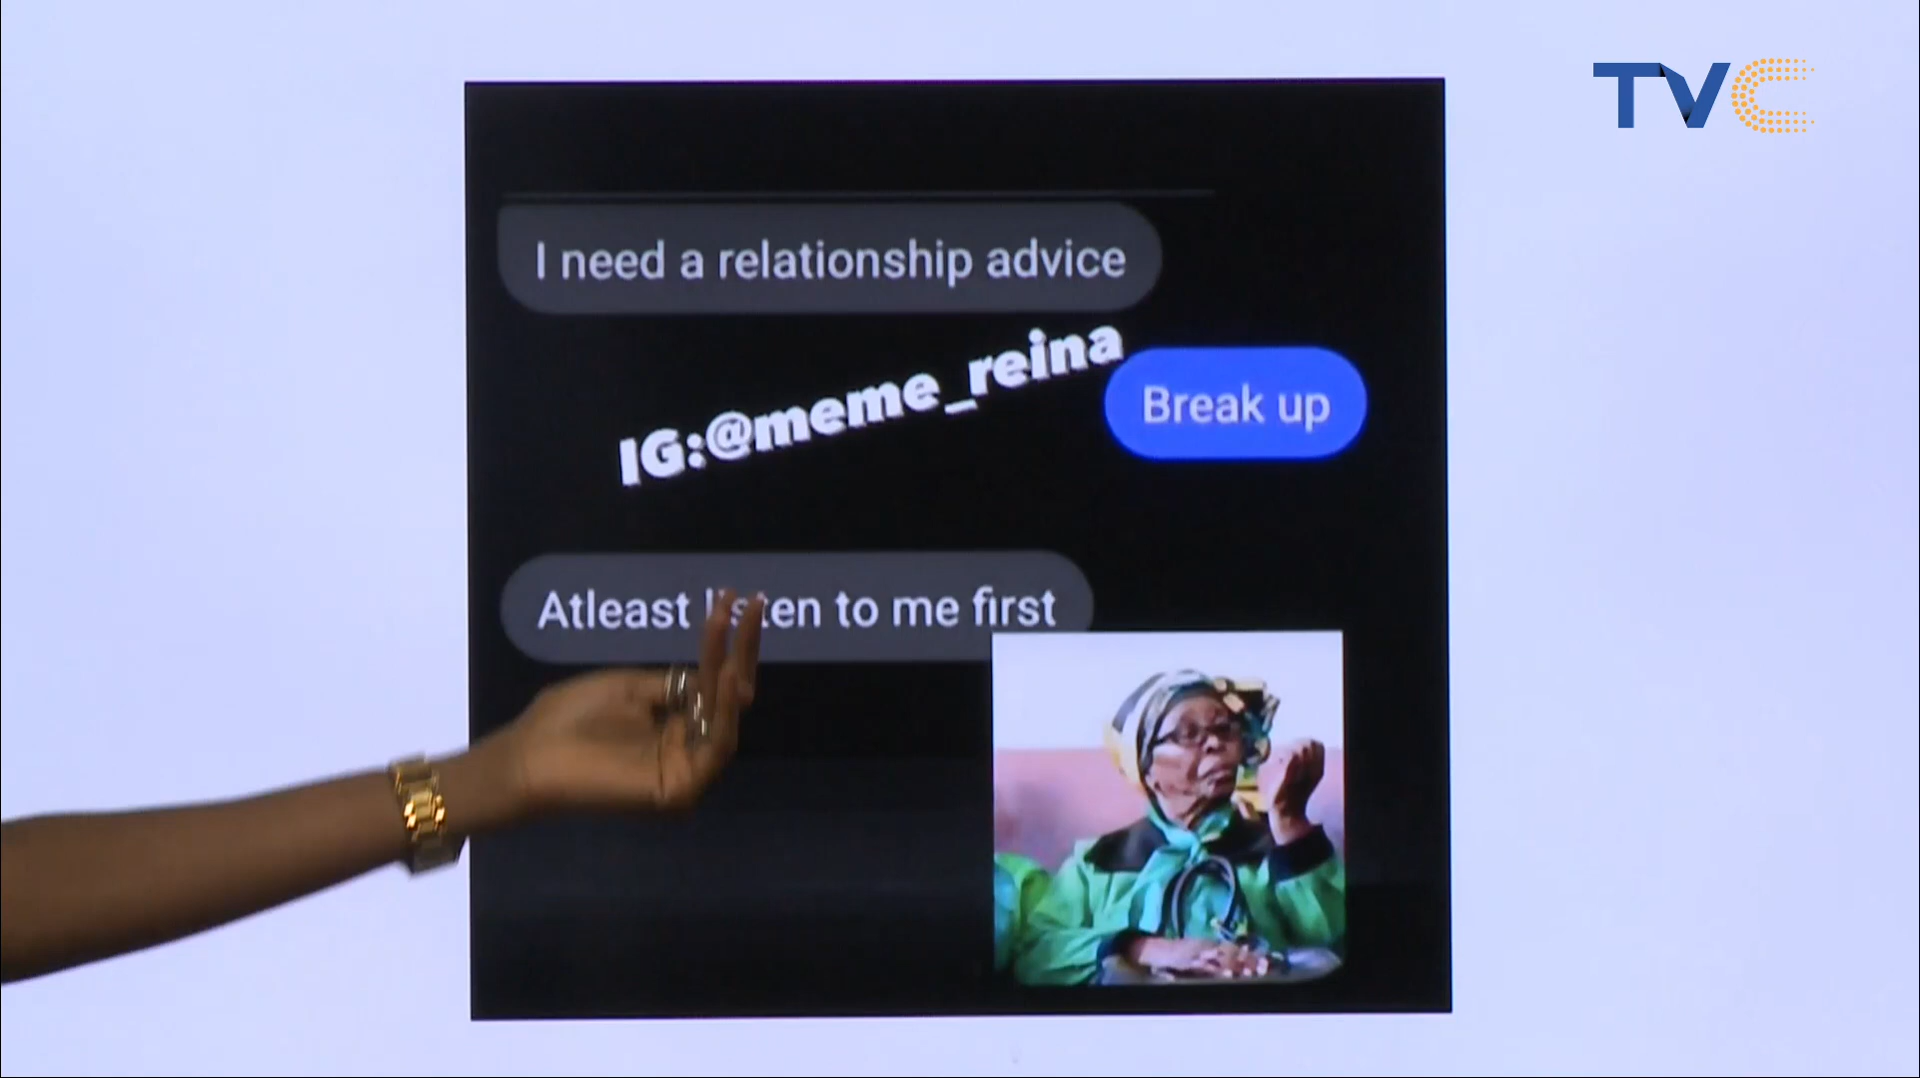 TVC
I need a relationship advice
IG:@meme_reina
Break up
Atleast listen to me first